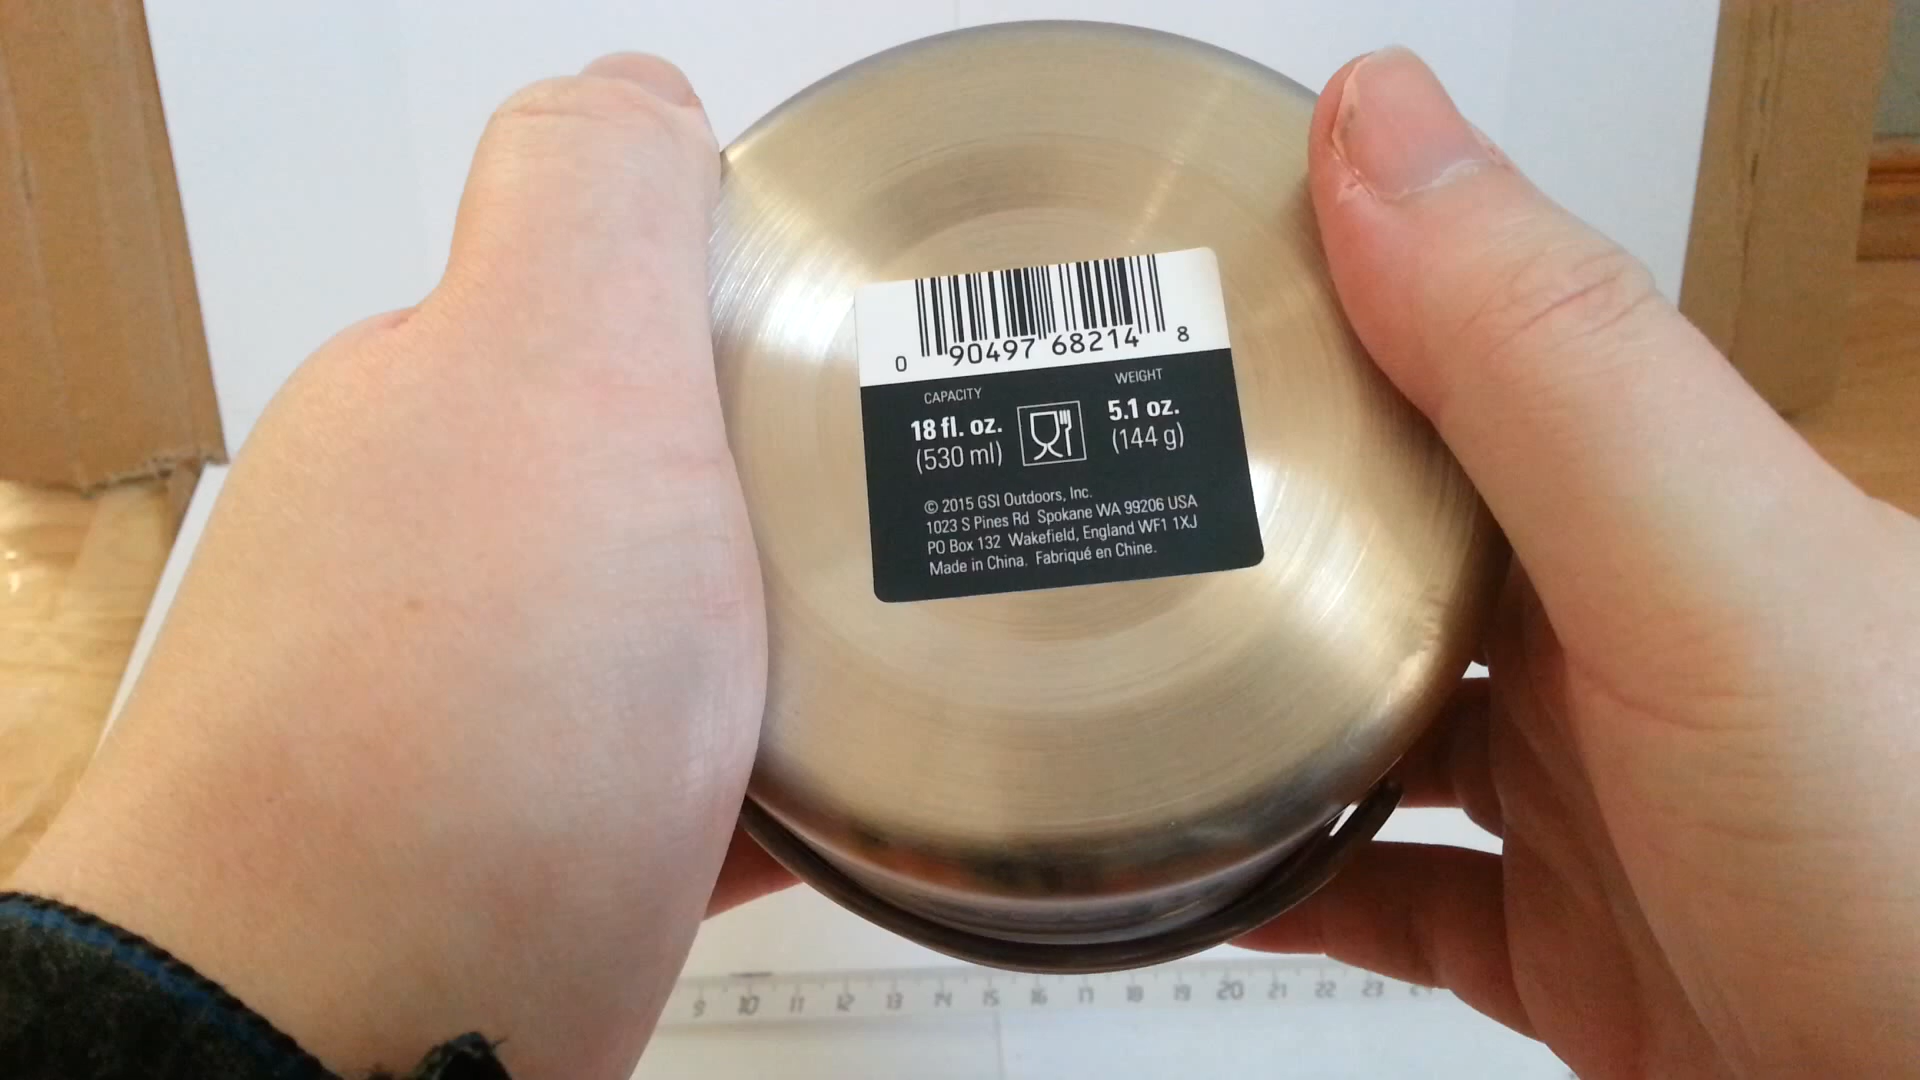 0 90497 68214 8
CAPACITY
18 fl. oz.
(530 ml)
WEIGHT
5.1 oz.
(144 g)
© 2015 GSI Outdoors, Inc.
1023 S Pines Rd Spokane WA 99206 USA
PO Box 132 Wakefield, England WF1 1XJ
Made in China. Fabriqué en Chine.
9 10 11 12 13 14 15 16 17 18 19 20 21 22 23 24